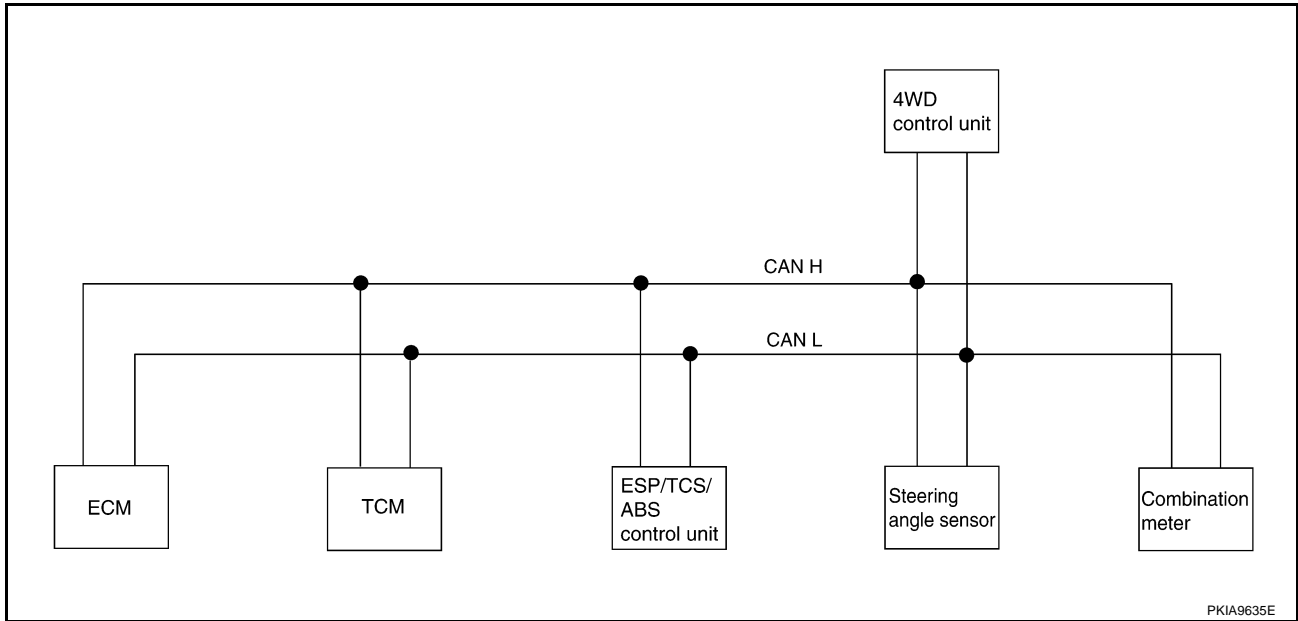 4WD
control unit
CAN H
CAN L
ECM
TCM
ESP/TCS/
ABS
control unit
Steering
angle sensor
Combination
meter
PKIA9635E